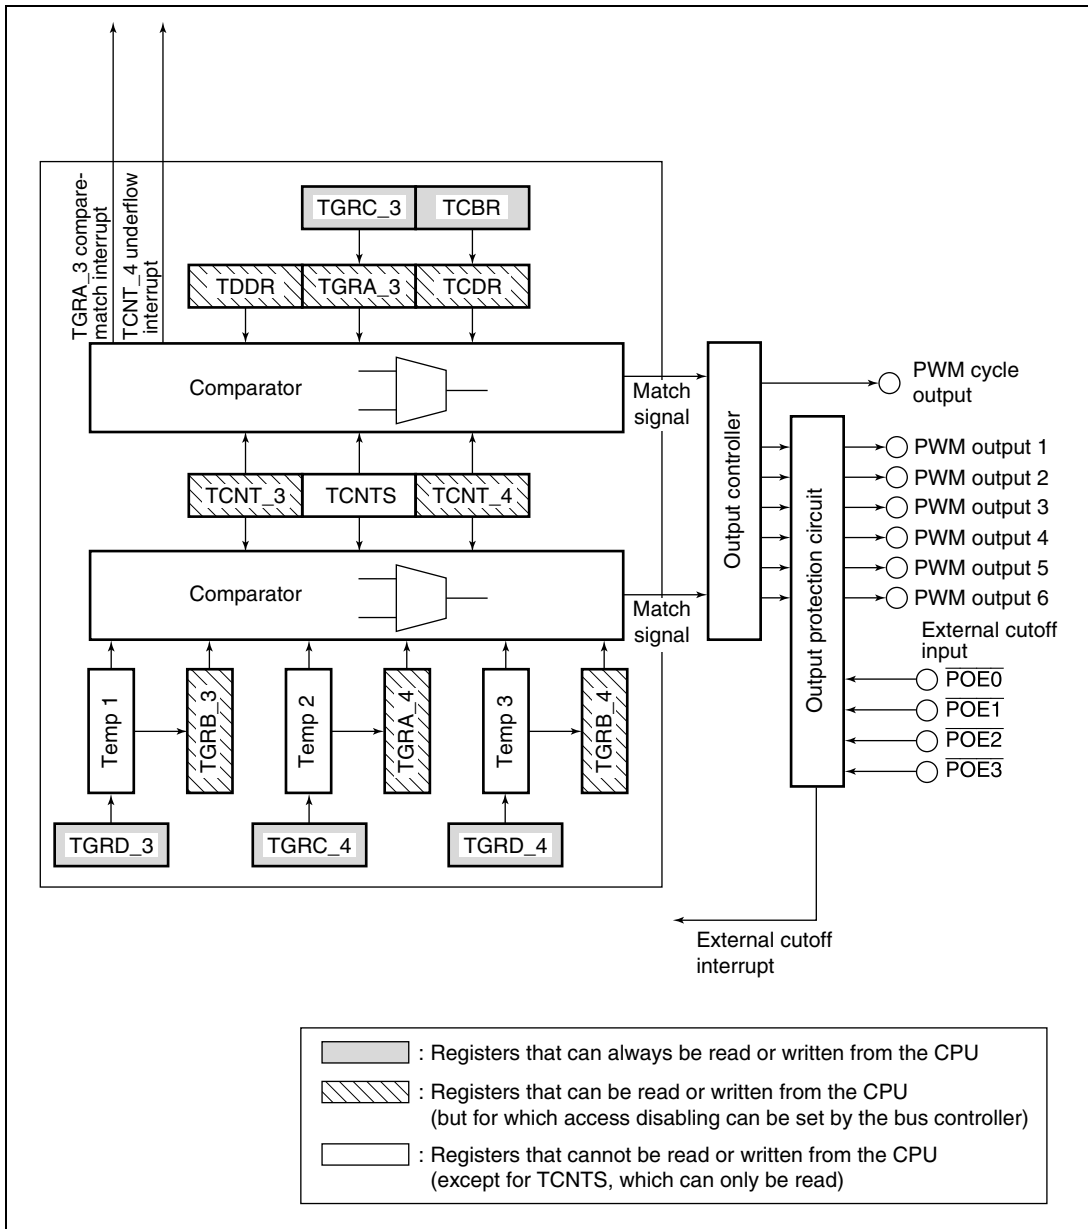 TGRA_3 compare-
match interrupt
TCNT_4 underflow
interrupt
TGRC_3
TCBR
TDDR
TGRA_3
TCDR
Comparator
Match
signal
PWM cycle
output
Output controller
Output protection circuit
PWM output 1
PWM output 2
PWM output 3
PWM output 4
PWM output 5
PWM output 6
TCNT_3
TCNTS
TCNT_4
Comparator
Match
signal
External cutoff
input
POE0
POE1
POE2
POE3
Temp 1
TGRB_3
Temp 2
TGRA_4
Temp 3
TGRB_4
TGRD_3
TGRC_4
TGRD_4
External cutoff
interrupt
: Registers that can always be read or written from the CPU
: Registers that can be read or written from the CPU
(but for which access disabling can be set by the bus controller)
: Registers that cannot be read or written from the CPU
(except for TCNTS, which can only be read)